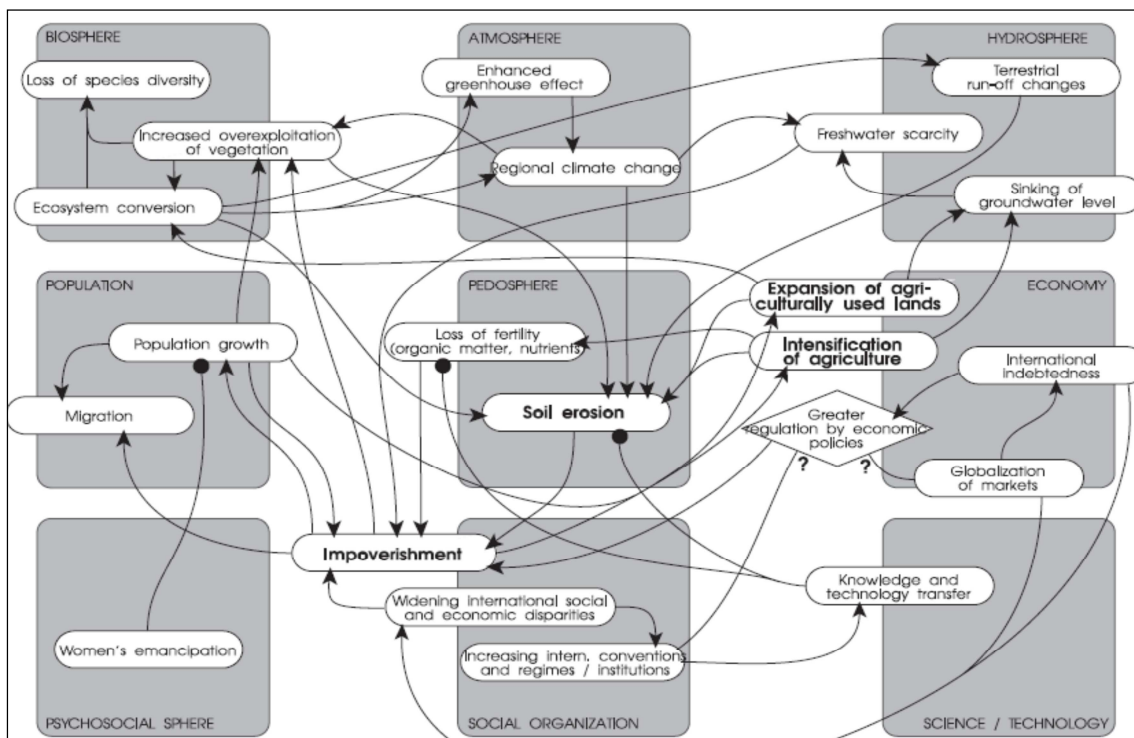 BIOSPHERE
Loss of species diversity
Increased overexploitation
of vegetation
Ecosystem conversion
ATMOSPHERE
Enhanced
greenhouse effect
Regional climate change
HYDROSPHERE
Terrestrial
run-off changes
Freshwater scarcity
Sinking of
groundwater level
POPULATION
Population growth
Migration
PEDOSPHERE
Loss of fertility
(organic matter, nutrients)
Soil erosion
Expansion of agri-
culturally used lands
Intensification
of agriculture
ECONOMY
International
indebtedness
Greater
regulation by economic
policies
?
?
Globalization
of markets
Impoverishment
Women's emancipation
PSYCHOSOCIAL SPHERE
Widening international social
and economic disparities
Increasing intern. conventions
and regimes / institutions
SOCIAL ORGANIZATION
Knowledge and
technology transfer
SCIENCE / TECHNOLOGY